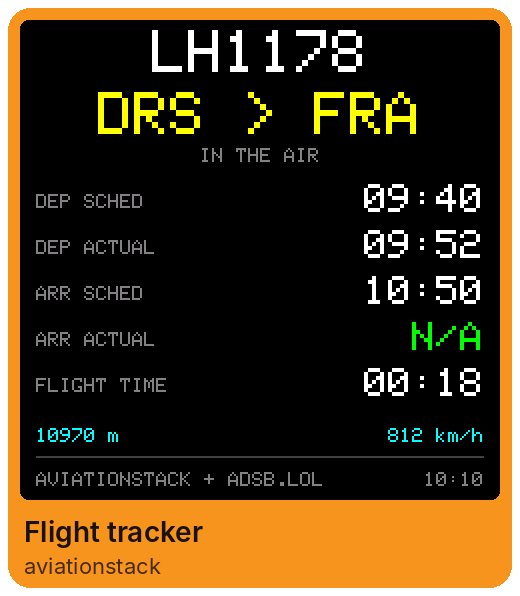 LH1178
DRS > FRA
IN THE AIR
DEP SCHED 09:40
DEP ACTUAL 09:52
ARR SCHED 10:50
ARR ACTUAL N/A
FLIGHT TIME 00:18
10970 m 812 km/h
AVIATIONSTACK + ADSB.LOL 10:10
Flight tracker
aviationstack